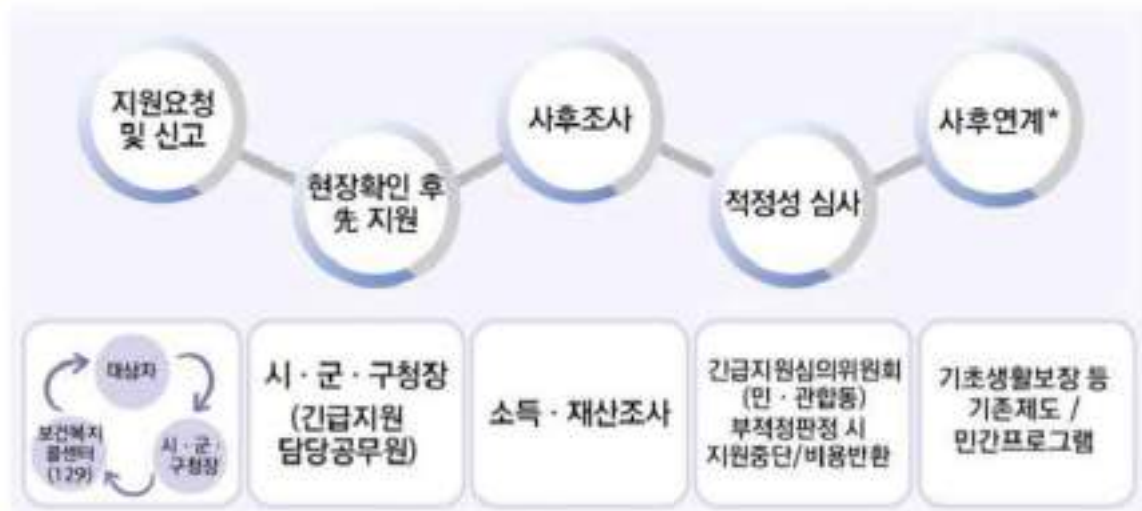 지원요청
및 신고
현장확인 후
先 지원
사후조사
적정성 심사
사후연계*
대상자
시 · 군 ·
구청장
보건복지
콜센터
(129)
시 · 군 · 구청장
(긴급지원
담당공무원)
소득 · 재산조사
긴급지원심의위원회
(민 · 관합동)
부적정판정 시
지원중단/비용반환
기초생활보장 등
기존제도 /
민간프로그램